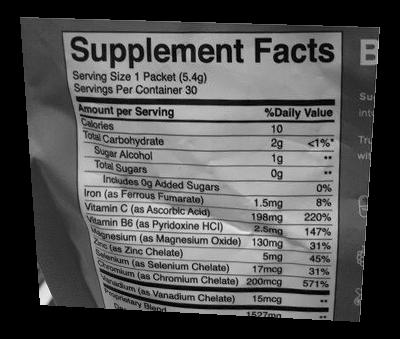 Supplement Facts
Serving Size 1 Packet (5.4g)
Servings Per Container 30
Amount per Serving %Daily Value
Calories 10
Total Carbohydrate 2g <1%*
Sugar Alcohol 1g **
Total Sugars 0g **
Includes 0g Added Sugars 0%
Iron (as Ferrous Fumarate) 1.5mg 8%
Vitamin C (as Ascorbic Acid) 198mg 220%
Vitamin B6 (as Pyridoxine HCl) 2.5mg 147%
Magnesium (as Magnesium Oxide) 130mg 31%
Zinc (as Zinc Chelate) 5mg 45%
Selenium (as Selenium Chelate) 17mcg 31%
Chromium (as Chromium Chelate) 200mcg 571%
Vanadium (as Vanadium Chelate) 15mcg **
Proprietary Blend 1527mg **